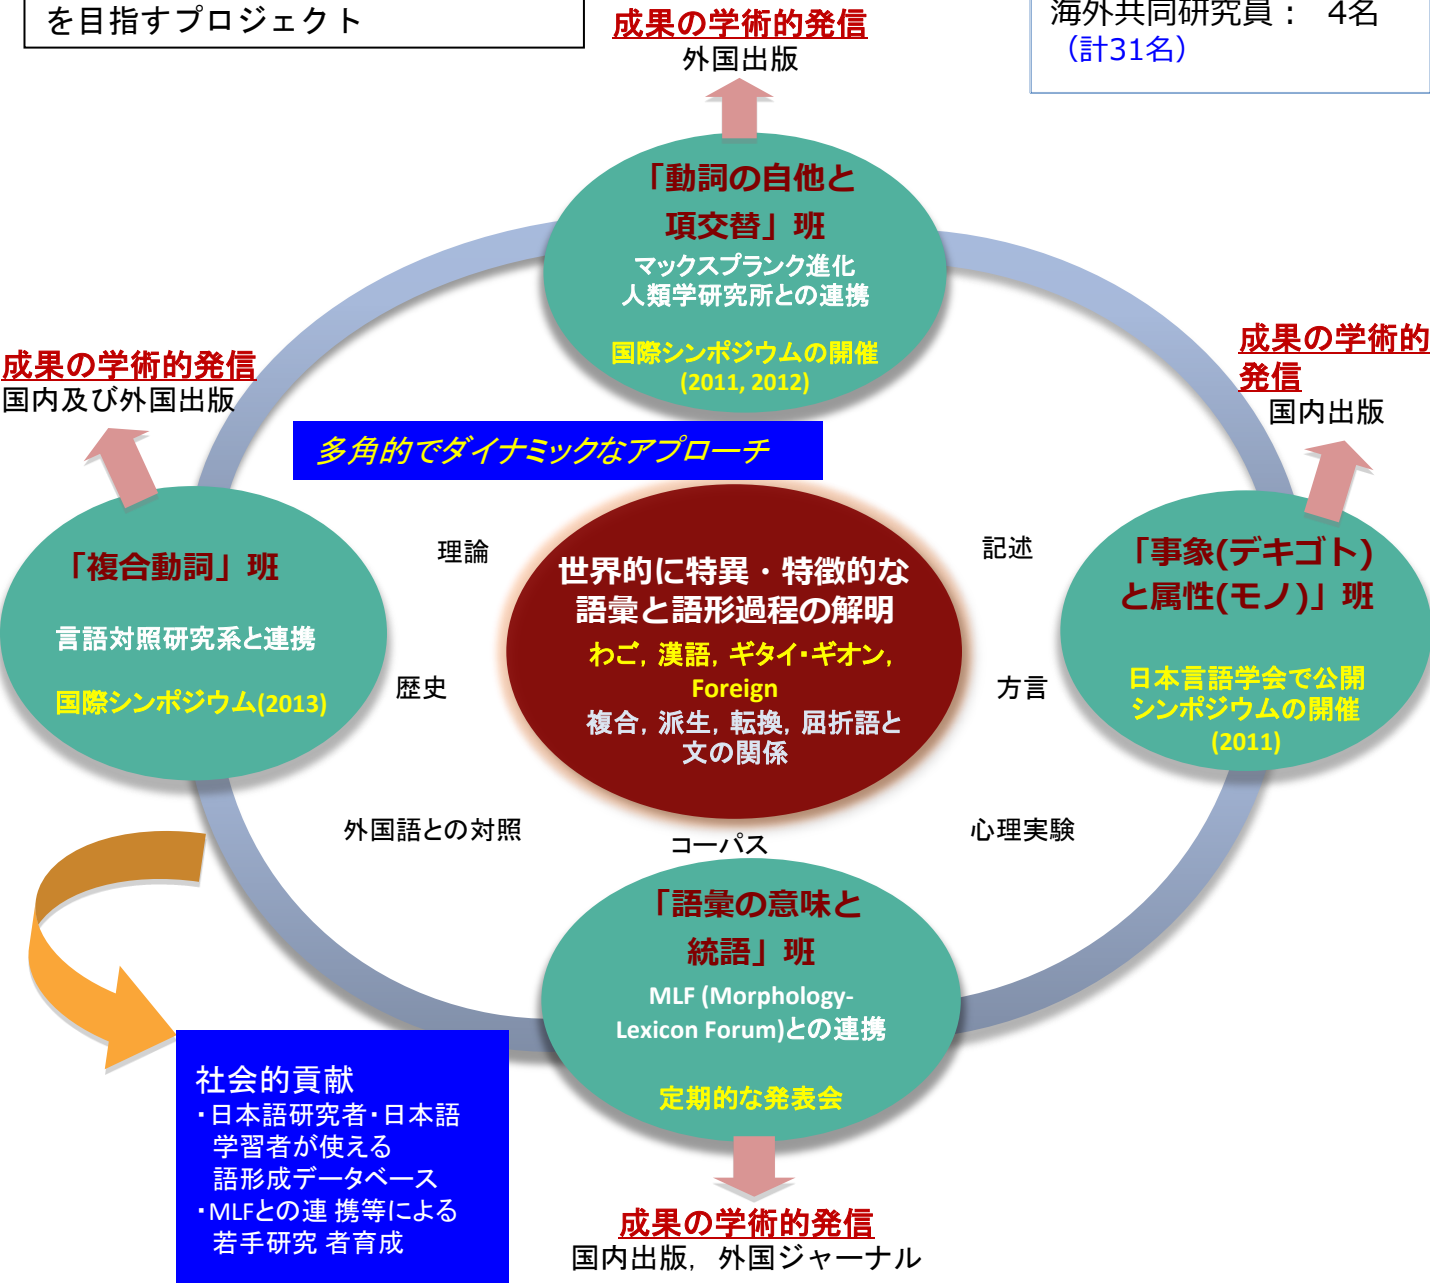 を目指すプロジェクト
海外共同研究員： 4名
（計31名）
成果の学術的発信
外国出版
「動詞の自他と
項交替」班
マックスプランク進化
人類学研究所との連携
国際シンポジウムの開催
(2011, 2012)
成果の学術的発信
国内及び外国出版
成果の学術的
発信
国内出版
多角的でダイナミックなアプローチ
「複合動詞」班
言語対照研究系と連携
国際シンポジウム(2013)
理論
歴史
外国語との対照
世界的に特異・特徴的な
語彙と語形過程の解明
わご，漢語，ギタイ・ギオン，
Foreign
複合，派生，転換，屈折語と
文の関係
記述
方言
心理実験
コーパス
「事象(デキゴト)
と属性(モノ)」班
日本言語学会で公開
シンポジウムの開催
(2011)
「語彙の意味と
統語」班
MLF (Morphology-
Lexicon Forum)との連携
定期的な発表会
社会的貢献
・日本語研究者・日本語
学習者が使える
語形成データベース
・MLFとの連 携等による
若手研究 者育成
成果の学術的発信
国内出版，外国ジャーナル